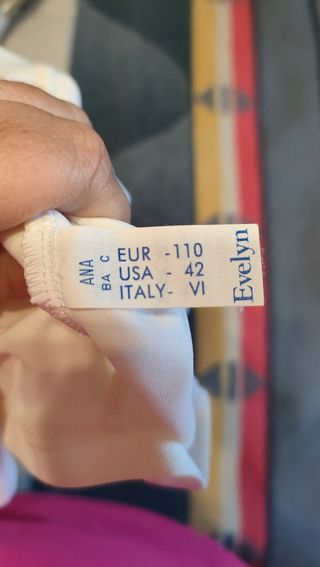 ANA
BA C
EUR -110
USA - 42
ITALY- VI
Evelyn